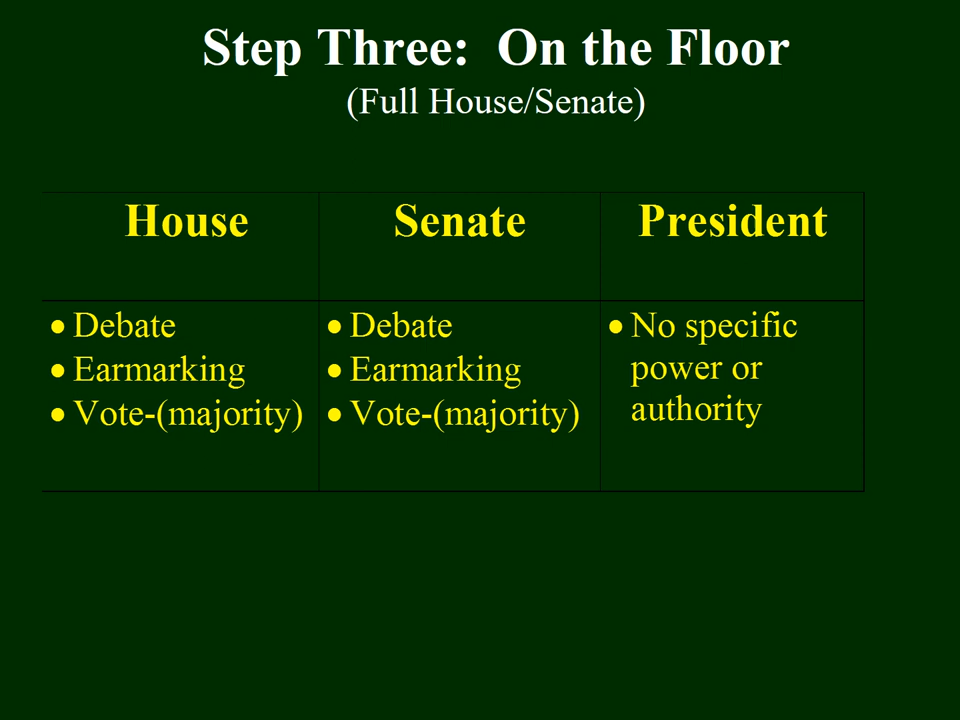 Step Three:  On the Floor
(Full House/Senate)
House
Senate
President
• Debate
• Earmarking
• Vote-(majority)
• Debate
• Earmarking
• Vote-(majority)
• No specific
power or
authority